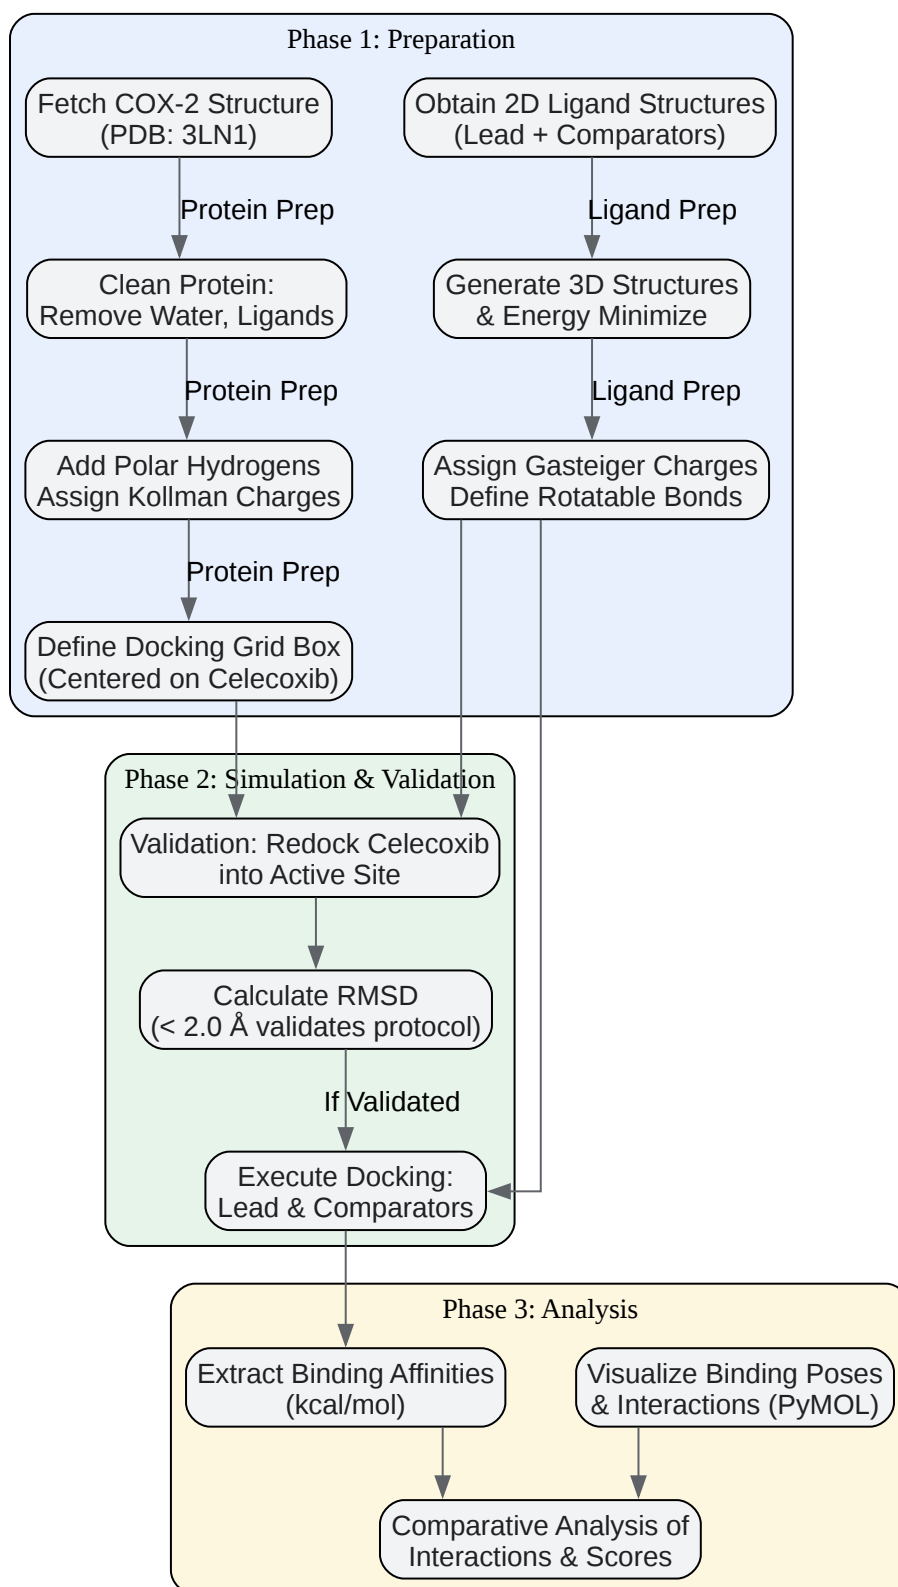 Phase 1: Preparation
Fetch COX-2 Structure
(PDB: 3LN1)
Obtain 2D Ligand Structures
(Lead + Comparators)
Protein Prep
Ligand Prep
Clean Protein:
Remove Water, Ligands
Generate 3D Structures
& Energy Minimize
Protein Prep
Ligand Prep
Add Polar Hydrogens
Assign Kollman Charges
Assign Gasteiger Charges
Define Rotatable Bonds
Protein Prep
Define Docking Grid Box
(Centered on Celecoxib)
Phase 2: Simulation & Validation
Validation: Redock Celecoxib
into Active Site
Calculate RMSD
(< 2.0 Å validates protocol)
If Validated
Execute Docking:
Lead & Comparators
Phase 3: Analysis
Extract Binding Affinities
(kcal/mol)
Visualize Binding Poses
& Interactions (PyMOL)
Comparative Analysis of
Interactions & Scores